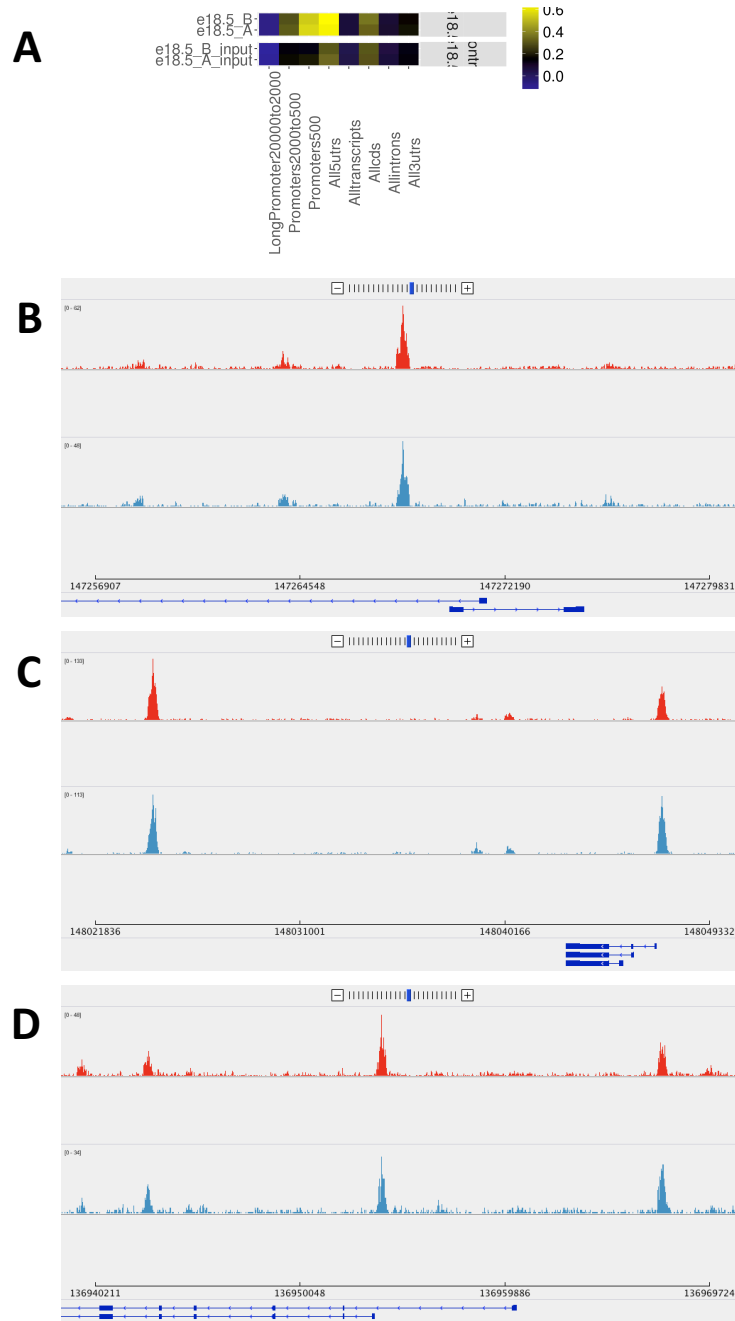 A
e18.5_B
e18.5_A
e18.5_B_input
e18.5_A_input
0.6
0.4
0.2
0.0
LongPromoter20000to2000
Promoters2000to500
Promoters500
All5utrs
Alltranscripts
Allcds
Allintrons
All3utrs
B
[0 - 62]
[0 - 49]
147256907 147264548 147272190 147279831
C
[0 - 133]
[0 - 113]
148021836 148031001 148040166 148049332
D
[0 - 48]
[0 - 34]
136940211 136950048 136959886 136969724